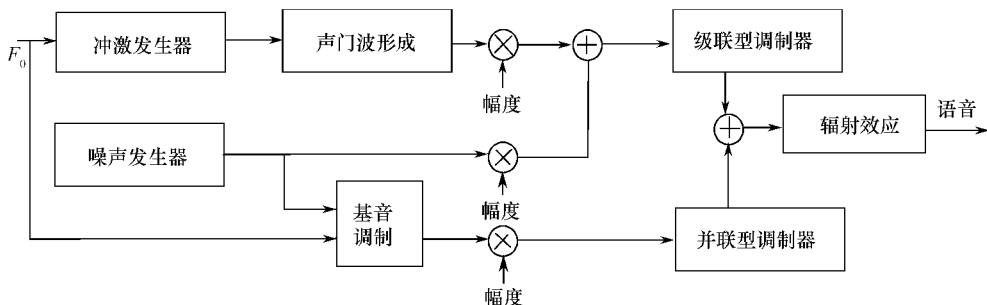 F₀
冲激发生器
声门波形成
幅度
级联型调制器
语音
辐射效应
噪声发生器
幅度
基音
调制
并联型调制器
幅度